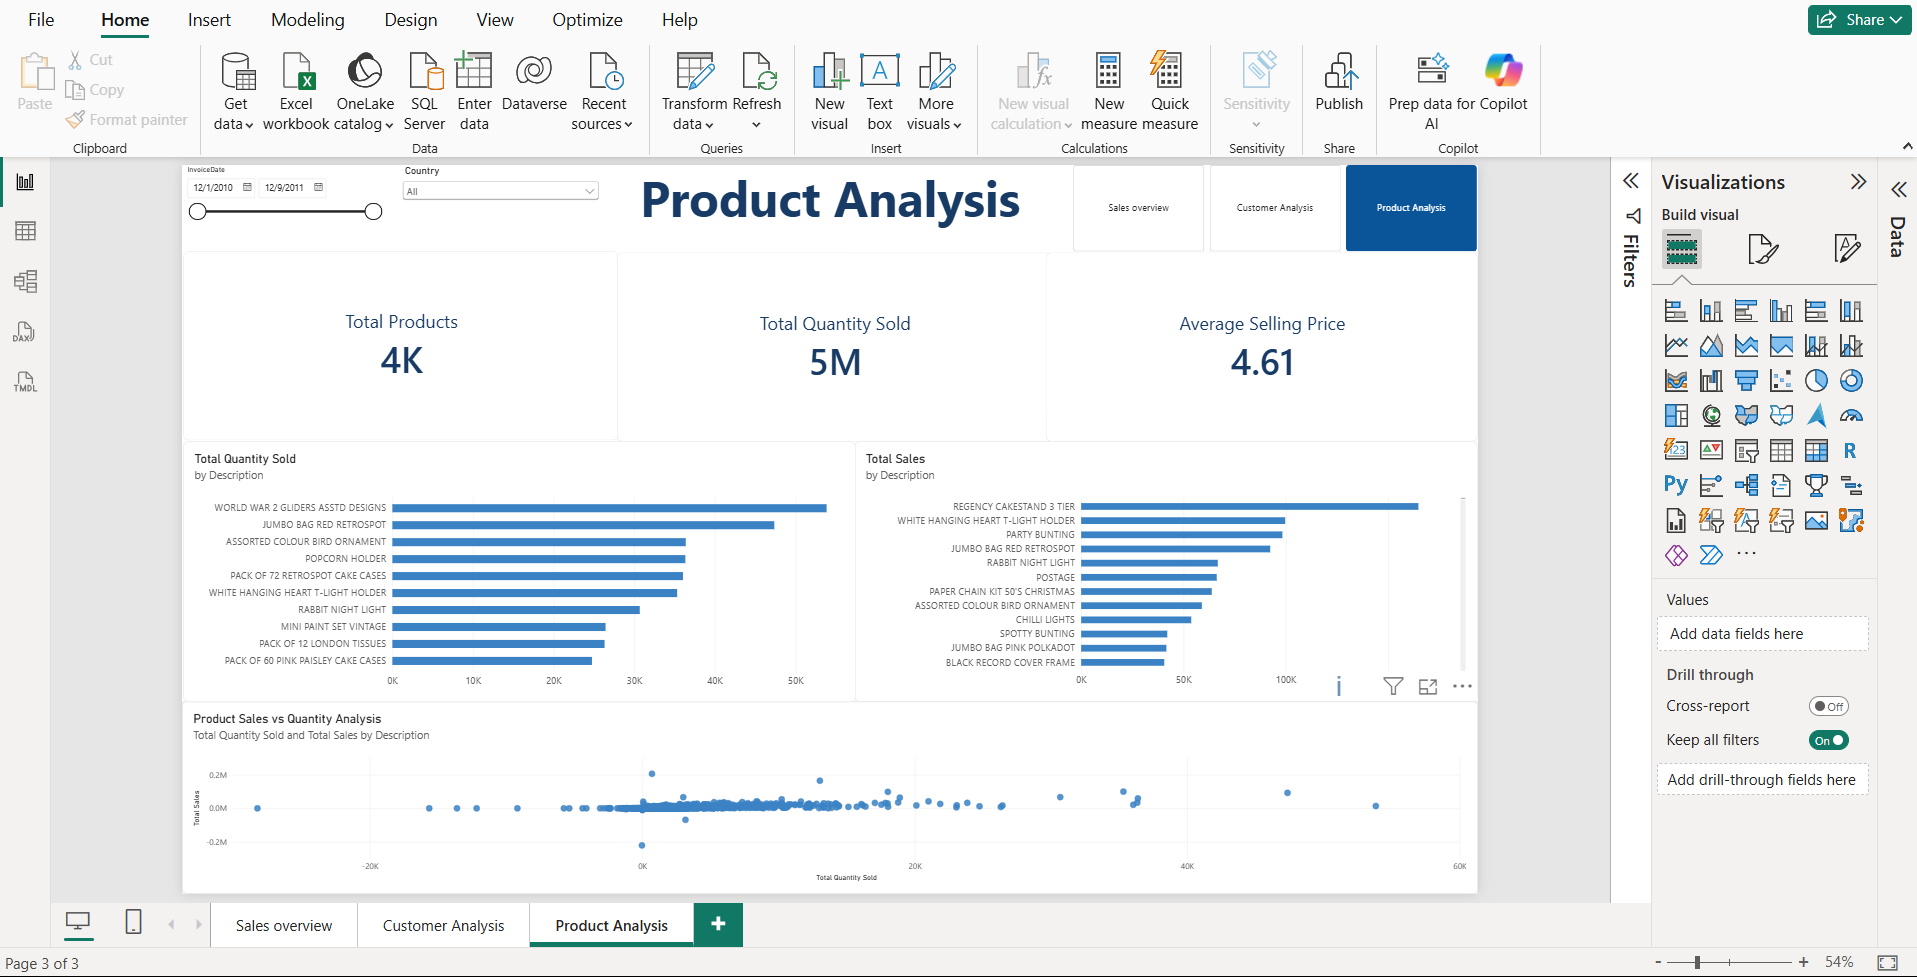 File Home Insert Modeling Design View Optimize Help Share
Paste
Cut
Copy
Format painter
Clipboard
Get data
Excel workbook
OneLake catalog
SQL Server
Enter data
Dataverse
Recent sources
Data
Transform data
Refresh
Queries
New visual
Text box
More visuals
Insert
New visual calculation
New measure
Quick measure
Calculations
Sensitivity
Sensitivity
Publish
Share
Prep data for AI
Copilot
Copilot
DAX
TMDL
InvoiceDate
12/1/2010 12/9/2011
Country
All
Product Analysis
Sales overview
Customer Analysis
Product Analysis
Total Products
4K
Total Quantity Sold
5M
Average Selling Price
4.61
Total Quantity Sold
by Description
WORLD WAR 2 GLIDERS ASSTD DESIGNS
JUMBO BAG RED RETROSPOT
ASSORTED COLOUR BIRD ORNAMENT
POPCORN HOLDER
PACK OF 72 RETROSPOT CAKE CASES
WHITE HANGING HEART T-LIGHT HOLDER
RABBIT NIGHT LIGHT
MINI PAINT SET VINTAGE
PACK OF 12 LONDON TISSUES
PACK OF 60 PINK PAISLEY CAKE CASES
0K 10K 20K 30K 40K 50K
Total Sales
by Description
REGENCY CAKESTAND 3 TIER
WHITE HANGING HEART T-LIGHT HOLDER
PARTY BUNTING
JUMBO BAG RED RETROSPOT
RABBIT NIGHT LIGHT
POSTAGE
PAPER CHAIN KIT 50'S CHRISTMAS
ASSORTED COLOUR BIRD ORNAMENT
CHILLI LIGHTS
SPOTTY BUNTING
JUMBO BAG PINK POLKADOT
BLACK RECORD COVER FRAME
0K 50K 100K
Product Sales vs Quantity Analysis
Total Quantity Sold and Total Sales by Description
Total Sales
0.2M
0.0M
-0.2M
-20K 0K 20K 40K 60K
Total Quantity Sold
Filters
Visualizations
Build visual
123
R
Py
Values
Add data fields here
Drill through
Cross-report Off
Keep all filters On
Add drill-through fields here
Data
Sales overview Customer Analysis Product Analysis
Page 3 of 3
54%